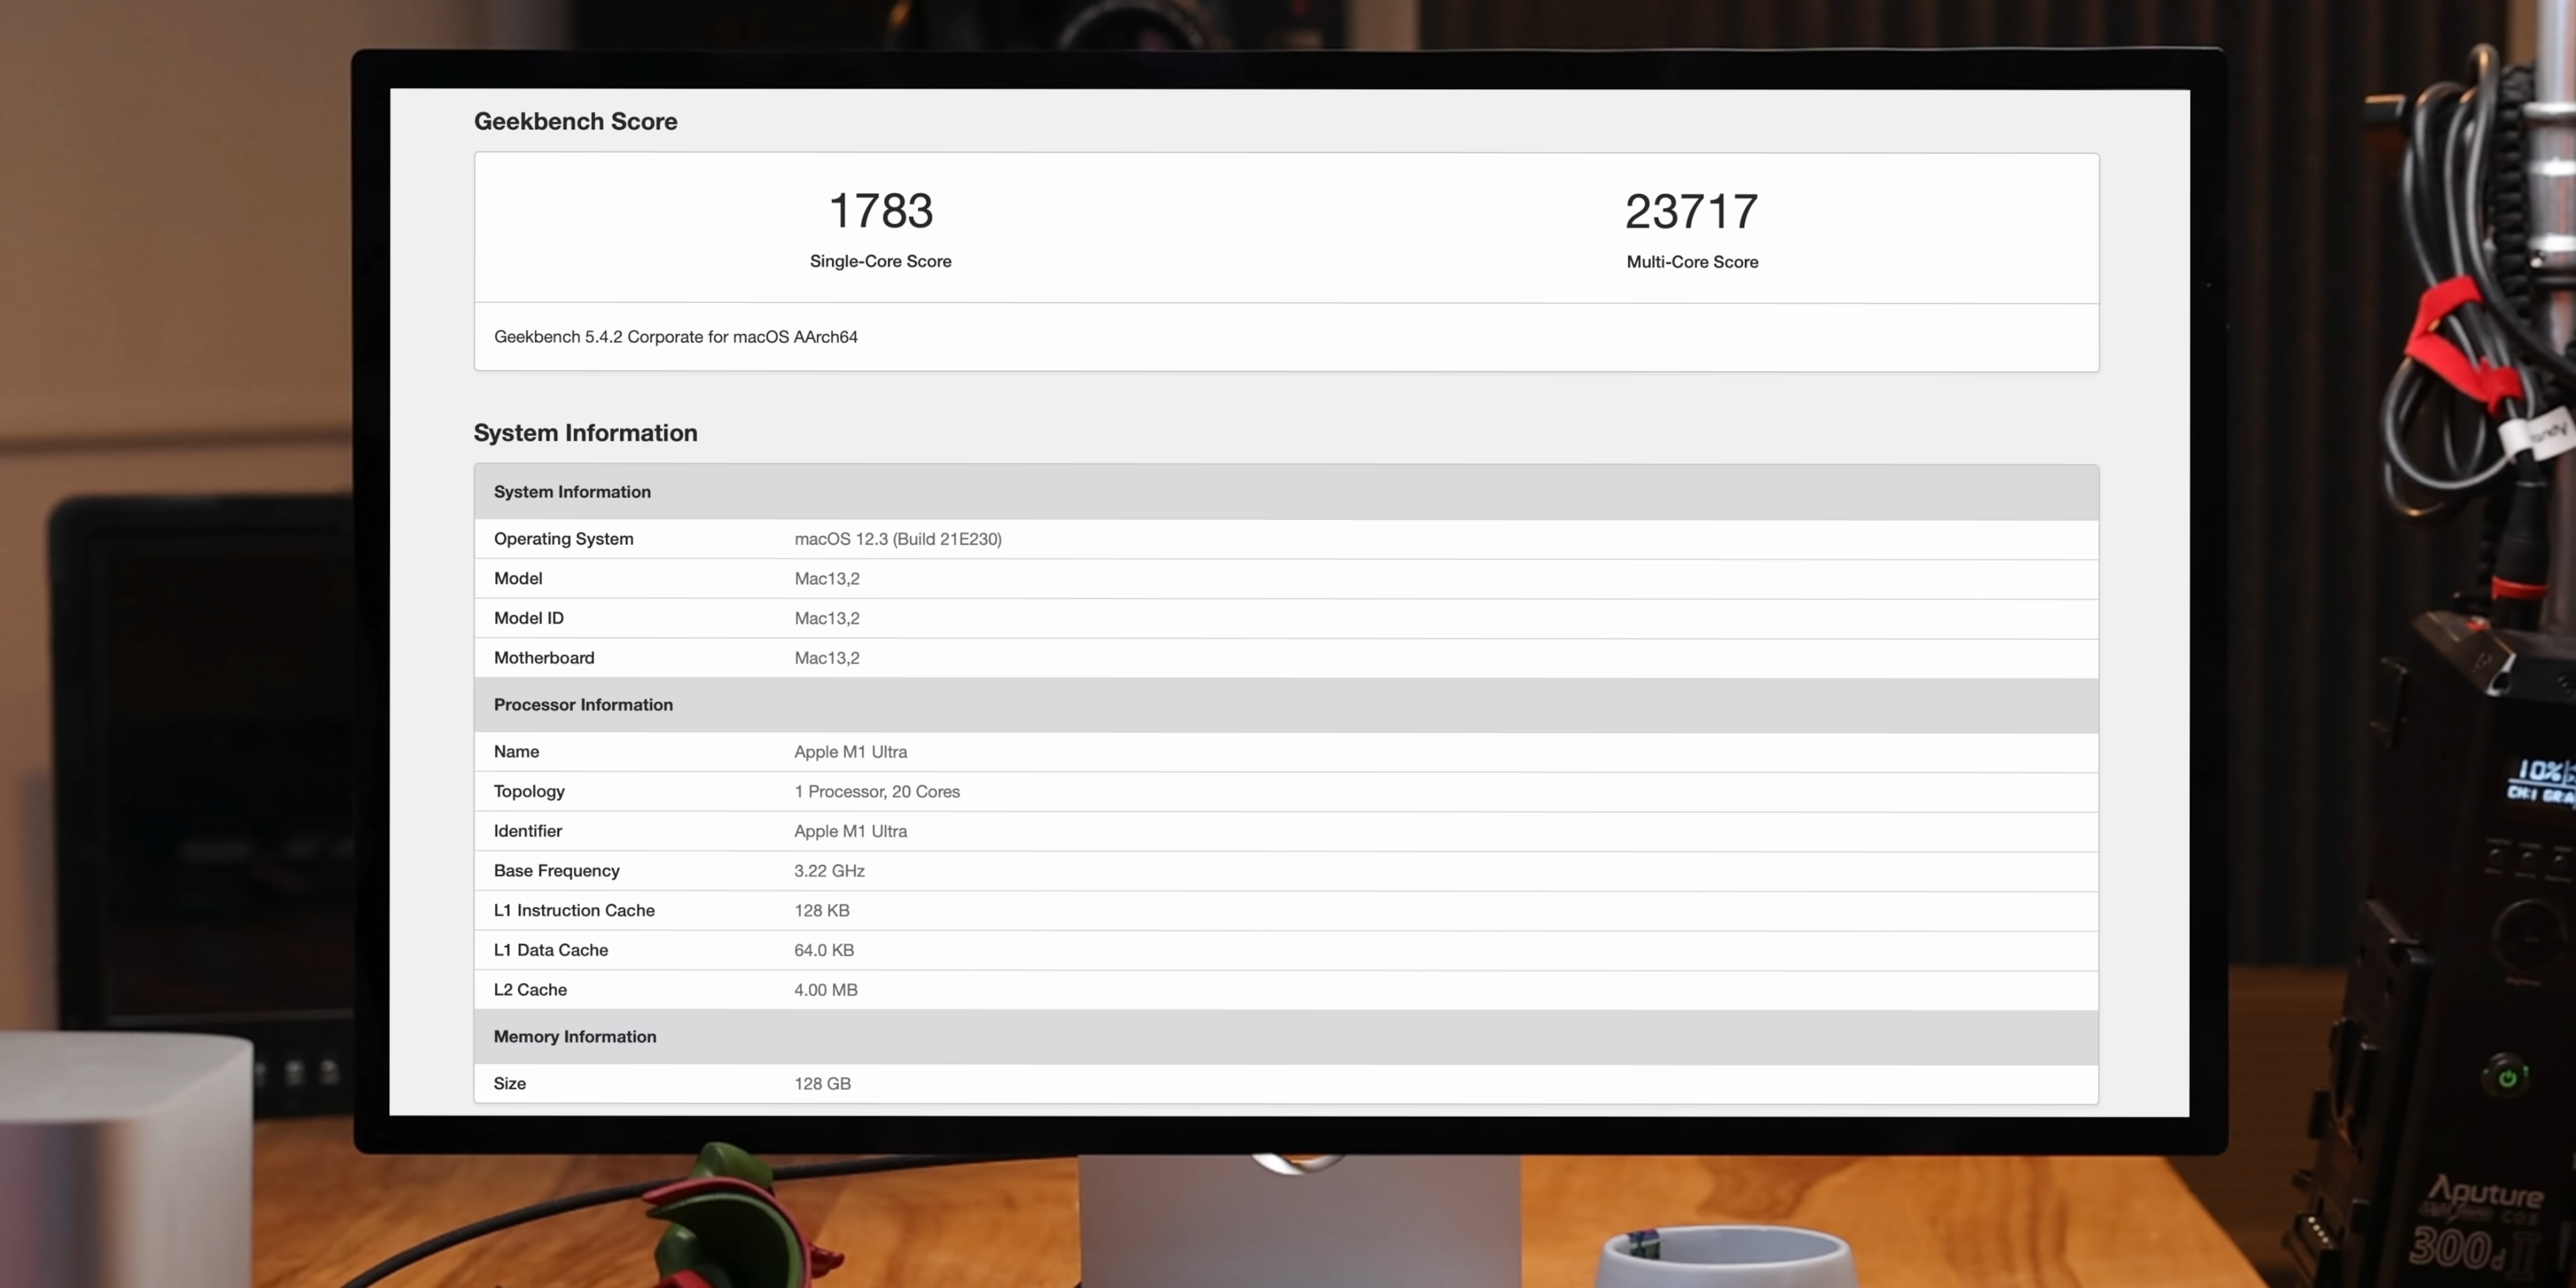 Geekbench Score
1783
Single-Core Score
23717
Multi-Core Score
Geekbench 5.4.2 Corporate for macOS AArch64
System Information
System Information
Operating System macOS 12.3 (Build 21E230)
Model Mac13,2
Model ID Mac13,2
Motherboard Mac13,2
Processor Information
Name Apple M1 Ultra
Topology 1 Processor, 20 Cores
Identifier Apple M1 Ultra
Base Frequency 3.22 GHz
L1 Instruction Cache 128 KB
L1 Data Cache 64.0 KB
L2 Cache 4.00 MB
Memory Information
Size 128 GB
10%
CH:1
Aputure
300d II